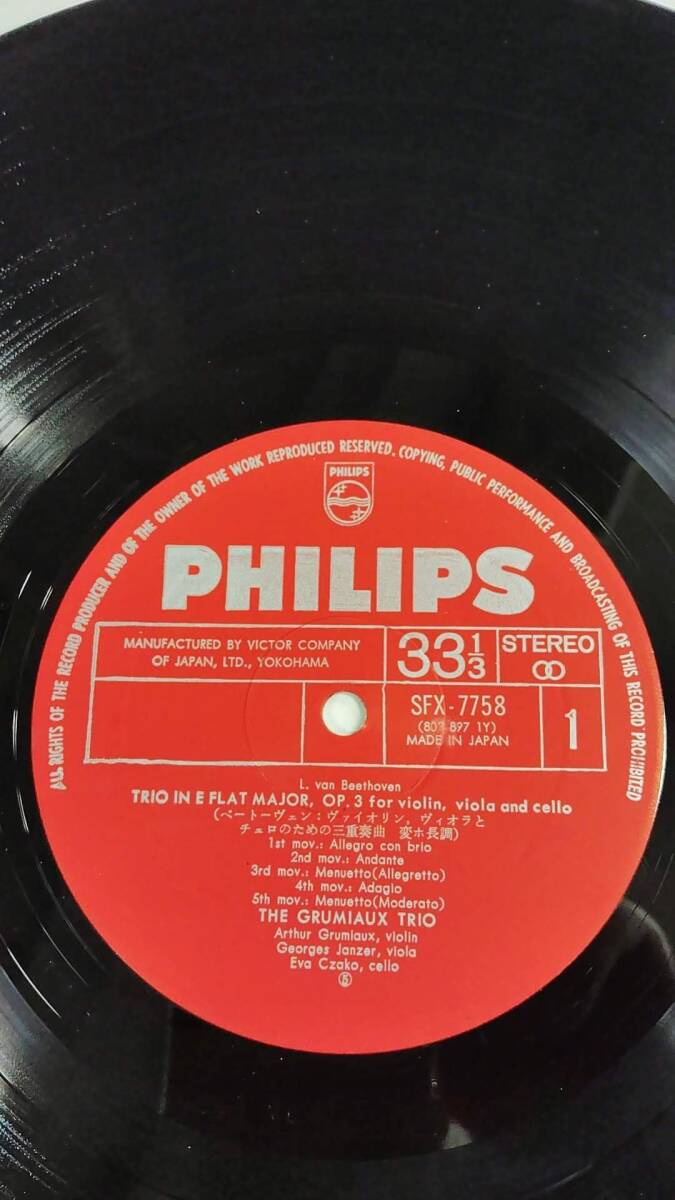 ALL RIGHTS OF THE RECORD PRODUCER AND OF THE OWNER OF THE WORK REPRODUCED RESERVED. COPYING, PUBLIC PERFORMANCE AND BROADCASTING OF THIS RECORD PROHIBITED
PHILIPS
PHILIPS
MANUFACTURED BY VICTOR COMPANY
OF JAPAN, LTD., YOKOHAMA
33 1/3
STEREO
SFX-7758
MADE IN JAPAN
1
L. van Beethoven
TRIO IN E FLAT MAJOR, OP. 3 for violin, viola and cello
(ベートーヴェン:ヴァイオリン, ヴィオラと
チェロのための三重奏曲 変ホ長調)
1st mov.: Allegro con brio
2nd mov.: Andante
3rd mov.: Menuetto(Allegretto)
4th mov.: Adagio
5th mov.: Menuetto(Moderato)
THE GRUMIAUX TRIO
Arthur Grumiaux, violin
Georges Janzer, viola
Eva Czako, cello
⑤